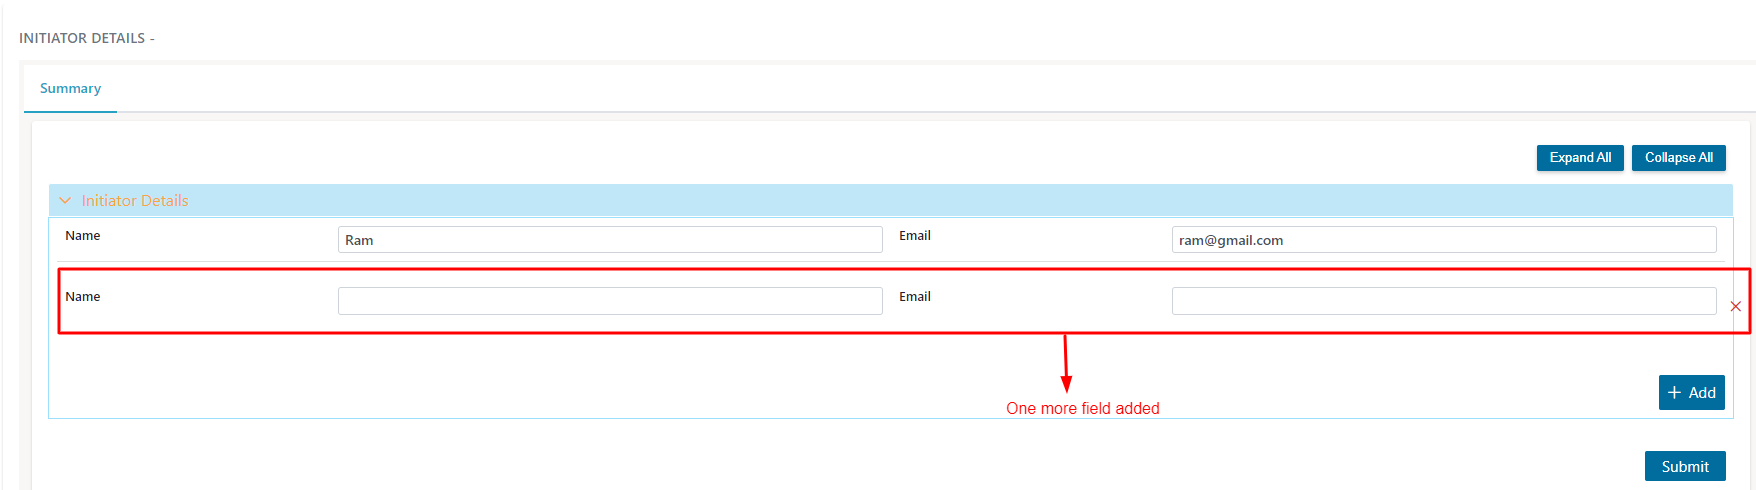 INITIATOR DETAILS -
Summary
Expand All Collapse All
Initiator Details
Name Ram Email ram@gmail.com
Name Email
+ Add
One more field added
Submit